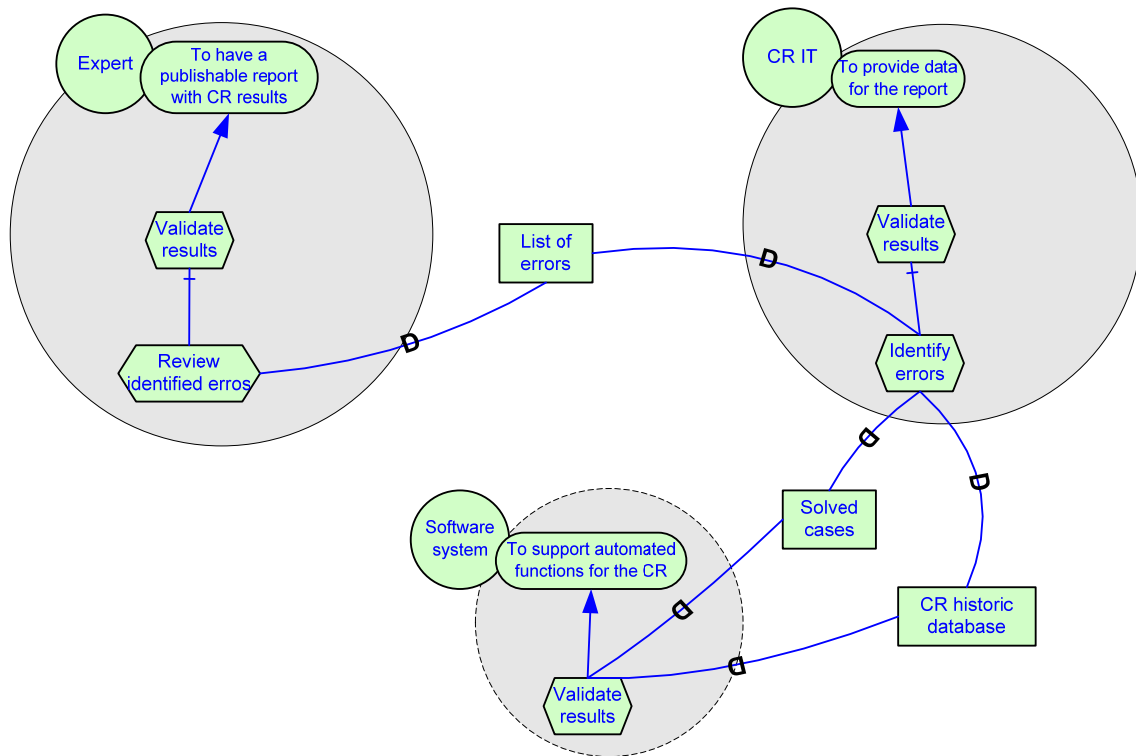 Expert
To have a
publishable report
with CR results
Validate
results
Review
identified erros
List of
errors
D
D
CR IT
To provide data
for the report
Validate
results
Identify
errors
D
D
Solved
cases
CR historic
database
Software
system
To support automated
functions for the CR
D
D
Validate
results